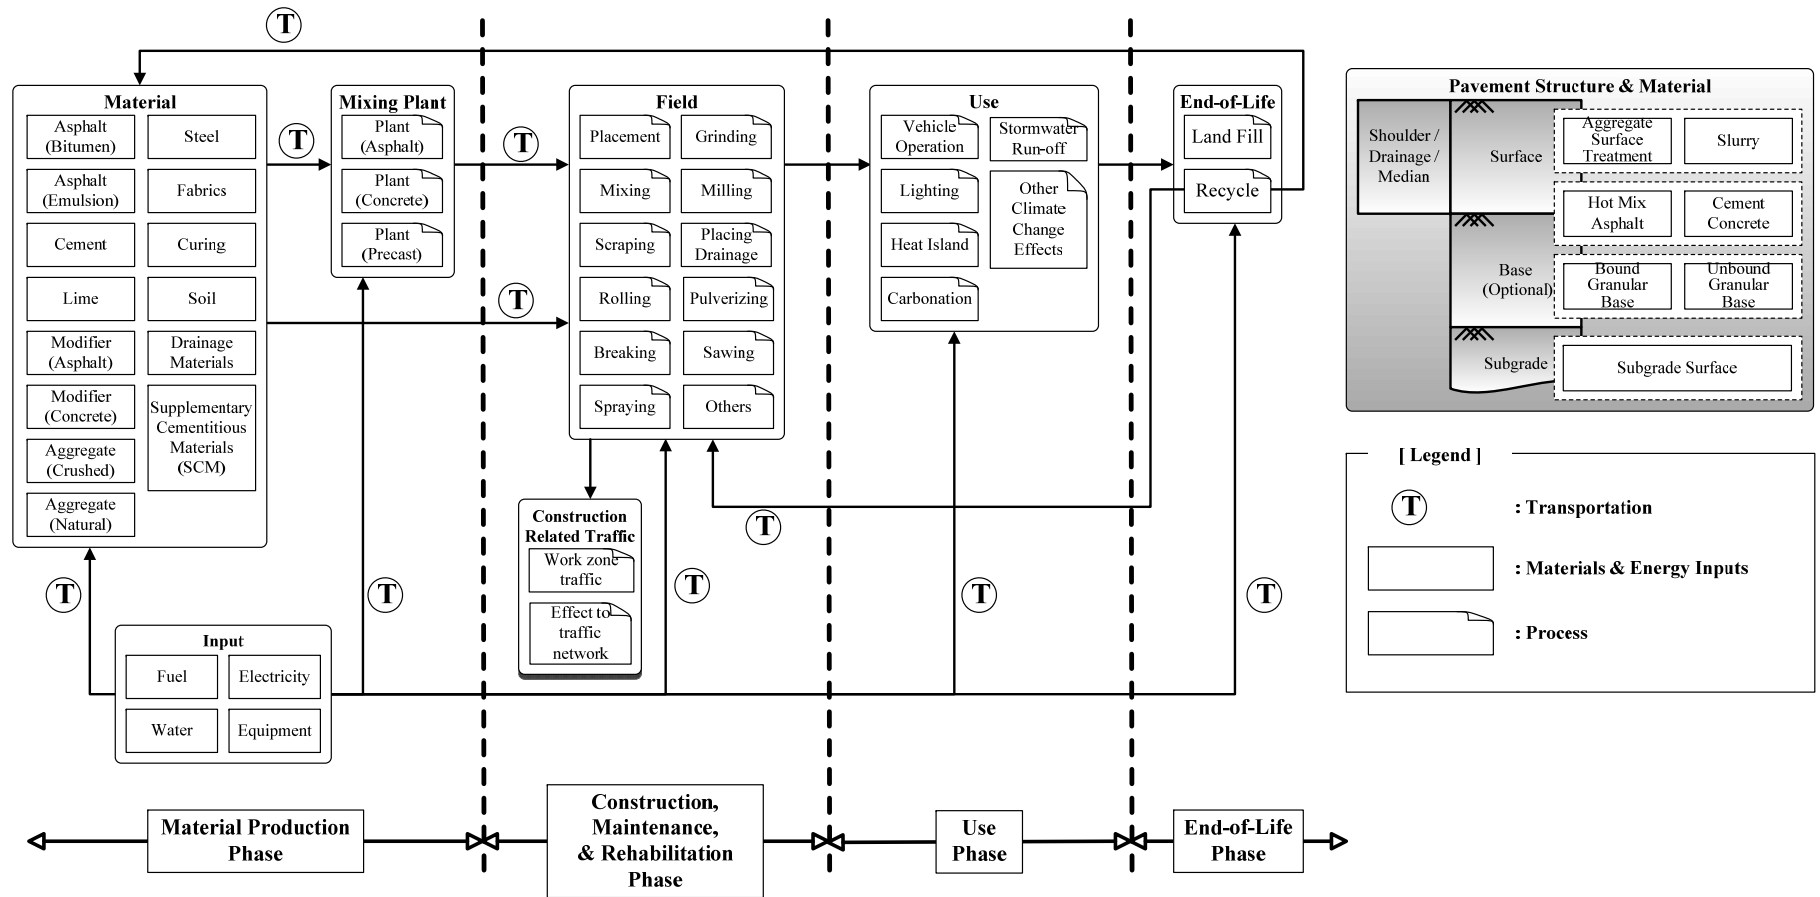 T
Material
Asphalt
(Bitumen)
Steel
Asphalt
(Emulsion)
Fabrics
Cement
Curing
Lime
Soil
Modifier
(Asphalt)
Drainage
Materials
Modifier
(Concrete)
Supplementary
Cementitious
Materials
(SCM)
Aggregate
(Crushed)
Aggregate
(Natural)
T
Mixing Plant
Plant
(Asphalt)
Plant
(Concrete)
Plant
(Precast)
T
T
Field
Placement
Grinding
Mixing
Milling
Scraping
Placing
Drainage
Rolling
Pulverizing
Breaking
Sawing
Spraying
Others
Construction
Related Traffic
Work zone
traffic
Effect to
traffic
network
Use
Vehicle
Operation
Stormwater
Run-off
Lighting
Other
Climate
Change
Effects
Heat Island
Carbonation
End-of-Life
Land Fill
Recycle
T
T
T
T
T
T
Input
Fuel
Electricity
Water
Equipment
Material Production
Phase
Construction,
Maintenance,
& Rehabilitation
Phase
Use
Phase
End-of-Life
Phase
Pavement Structure & Material
Shoulder /
Drainage /
Median
Surface
Aggregate
Surface
Treatment
Slurry
Hot Mix
Asphalt
Cement
Concrete
Base
(Optional)
Bound
Granular
Base
Unbound
Granular
Base
Subgrade
Subgrade Surface
[ Legend ]
T
: Transportation
: Materials & Energy Inputs
: Process